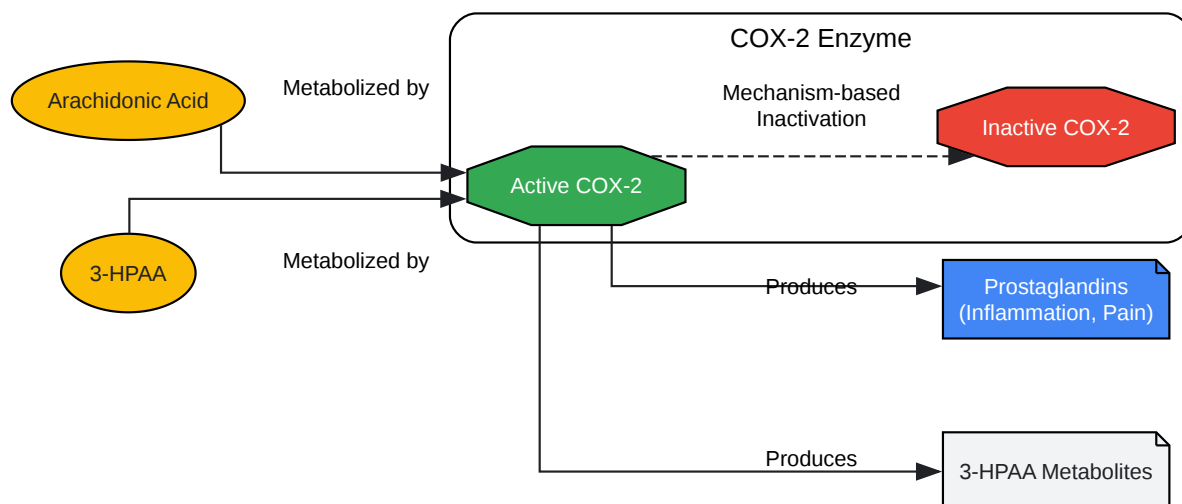 COX-2 Enzyme
Arachidonic Acid
Metabolized by
Mechanism-based
Inactivation
Inactive COX-2
Active COX-2
3-HPAA
Metabolized by
Produces
Prostaglandins
(Inflammation, Pain)
Produces
3-HPAA Metabolites